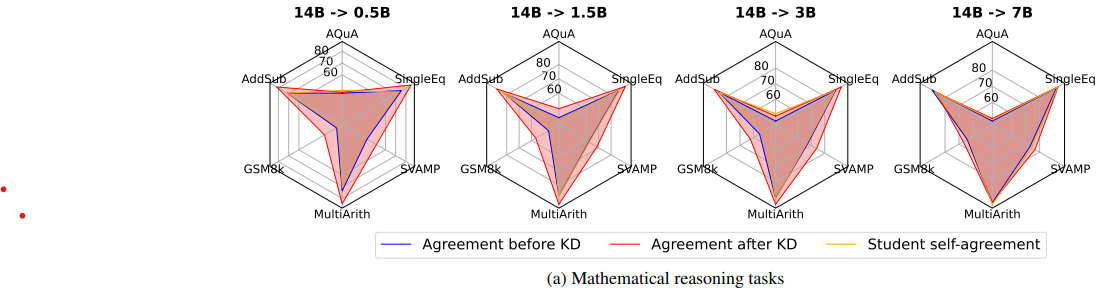 14B -> 0.5B
AQuA
80
70
60
AddSub
SingleEq
GSM8k
SVAMP
MultiArith
14B -> 1.5B
AQuA
80
70
60
AddSub
SingleEq
GSM8k
SVAMP
MultiArith
14B -> 3B
AQuA
80
70
60
AddSub
SingleEq
GSM8k
SVAMP
MultiArith
14B -> 7B
AQuA
80
70
60
AddSub
SingleEq
GSM8k
SVAMP
MultiArith
Agreement before KD
Agreement after KD
Student self-agreement
(a) Mathematical reasoning tasks